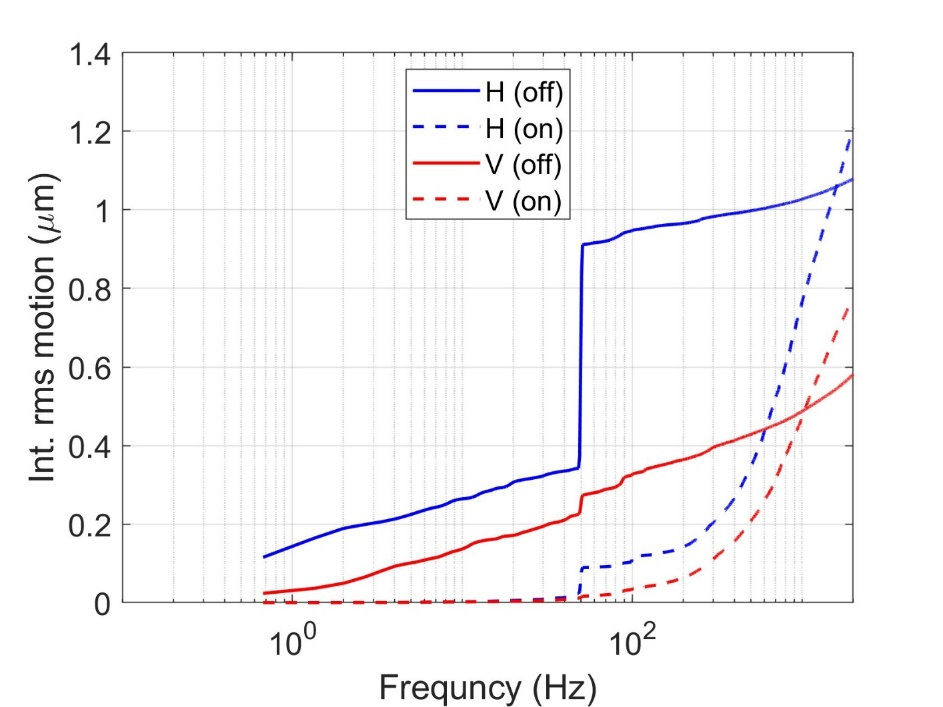 1.4
1.2
1
0.8
0.6
0.4
0.2
0
Int. rms motion (μm)
H (off)
H (on)
V (off)
V (on)
10^0
10^2
Frequncy (Hz)